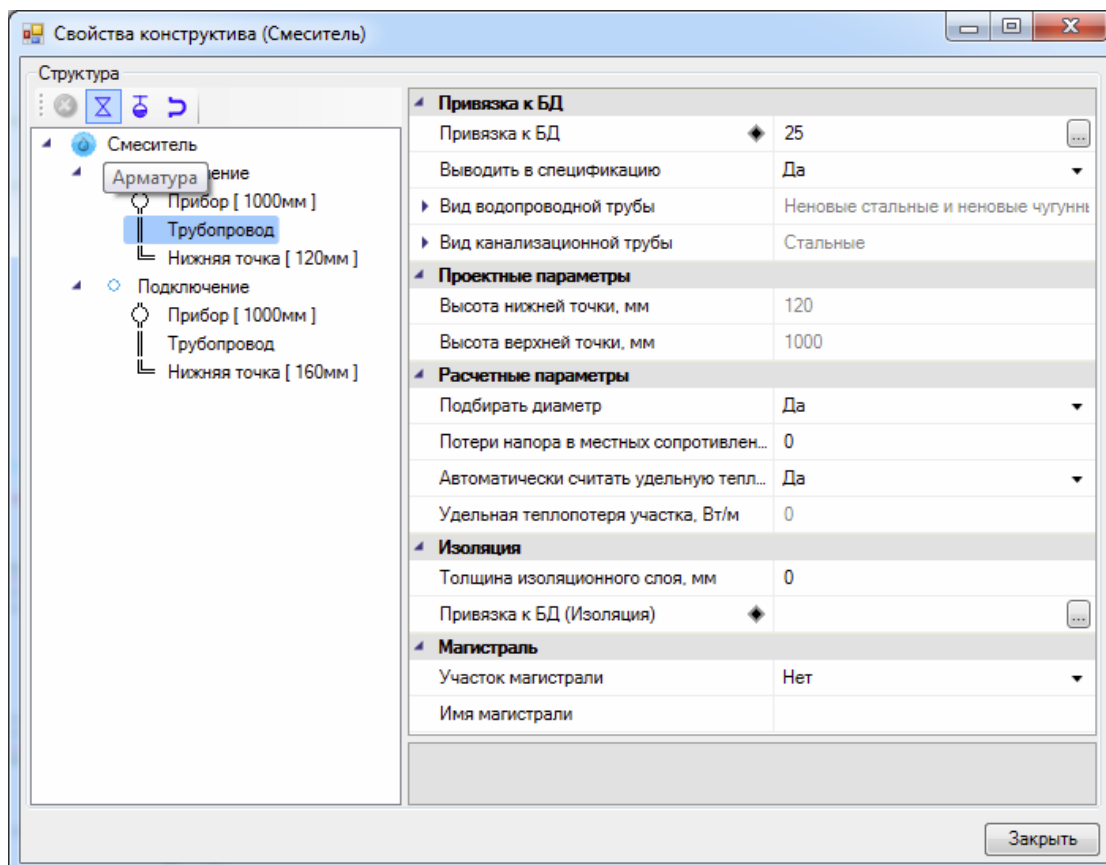 Свойства конструктива (Смеситель)
Структура
Смеситель
Арматура
ение
Прибор [ 1000мм ]
Трубопровод
Нижняя точка [ 120мм ]
Подключение
Прибор [ 1000мм ]
Трубопровод
Нижняя точка [ 160мм ]
Привязка к БД
Привязка к БД 25 ...
Выводить в спецификацию Да
Вид водопроводной трубы Неновые стальные и неновые чугунны
Вид канализационной трубы Стальные
Проектные параметры
Высота нижней точки, мм 120
Высота верхней точки, мм 1000
Расчетные параметры
Подбирать диаметр Да
Потери напора в местных сопротивлен... 0
Автоматически считать удельную тепл... Да
Удельная теплопотеря участка, Вт/м 0
Изоляция
Толщина изоляционного слоя, мм 0
Привязка к БД (Изоляция) ...
Магистраль
Участок магистрали Нет
Имя магистрали
Закрыть